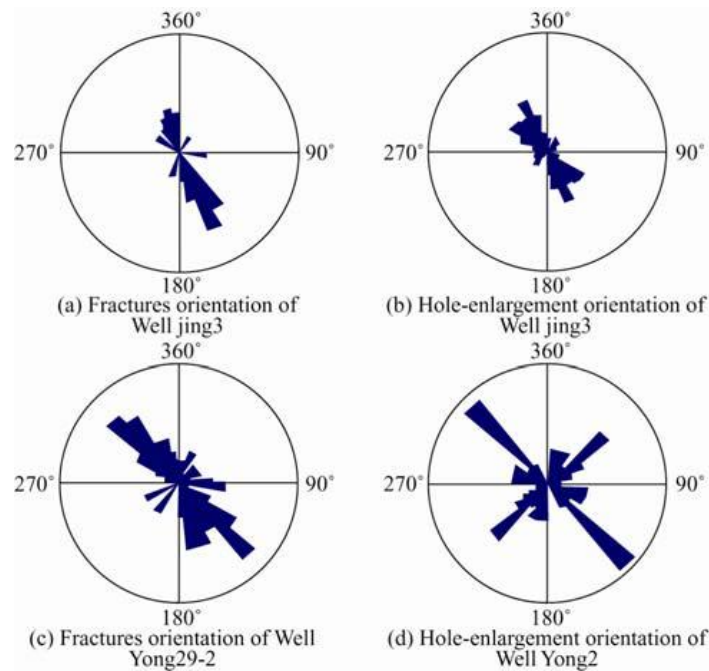 360°
360°
270°
90°
270°
90°
180°
180°
(a) Fractures orientation of
Well jing3
(b) Hole-enlargement orientation of
Well jing3
360°
360°
270°
90°
270°
90°
180°
180°
(c) Fractures orientation of Well
Yong29-2
(d) Hole-enlargement orientation of
Well Yong2